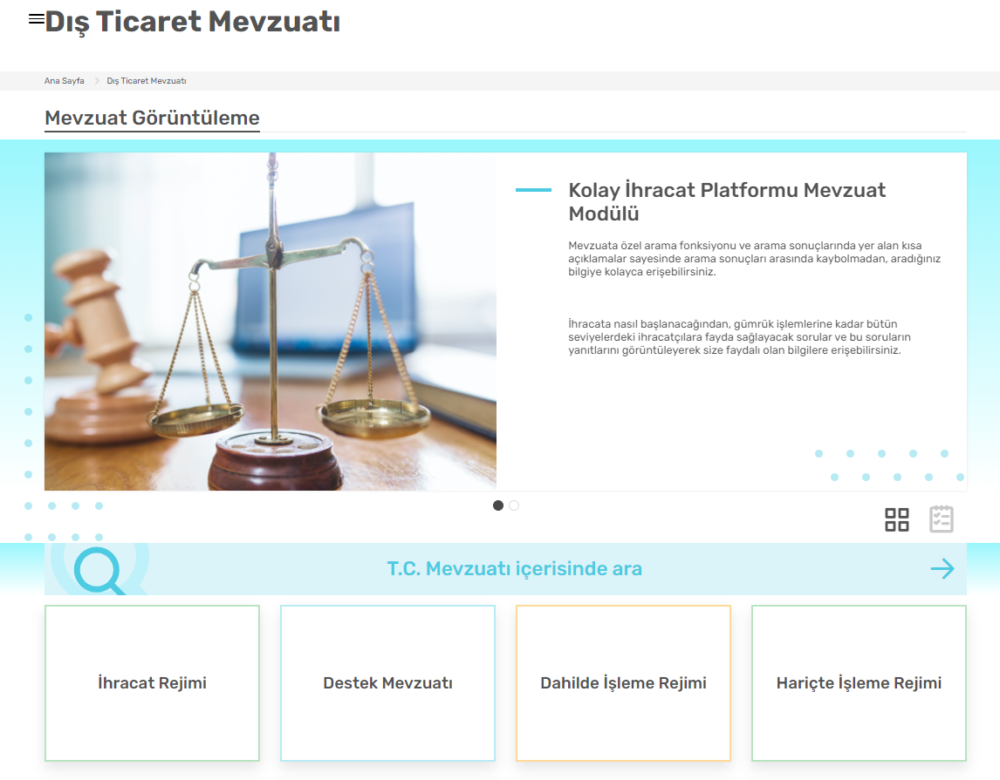 Dış Ticaret Mevzuatı
Ana Sayfa
Dış Ticaret Mevzuatı
Mevzuat Görüntüleme
Kolay İhracat Platformu Mevzuat
Modülü
Mevzuata özel arama fonksiyonu ve arama sonuçlarında yer alan kısa
açıklamalar sayesinde arama sonuçları arasında kaybolmadan, aradığınız
bilgiye kolayca erişebilirsiniz.
İhracata nasıl başlanacağından, gümrük işlemlerine kadar bütün
seviyelerdeki ihracatçılara fayda sağlayacak sorular ve bu soruların
yanıtlarını görüntüleyerek size faydalı olan bilgilere erişebilirsiniz.
T.C. Mevzuatı içerisinde ara
İhracat Rejimi
Destek Mevzuatı
Dahilde İşleme Rejimi
Hariçte İşleme Rejimi